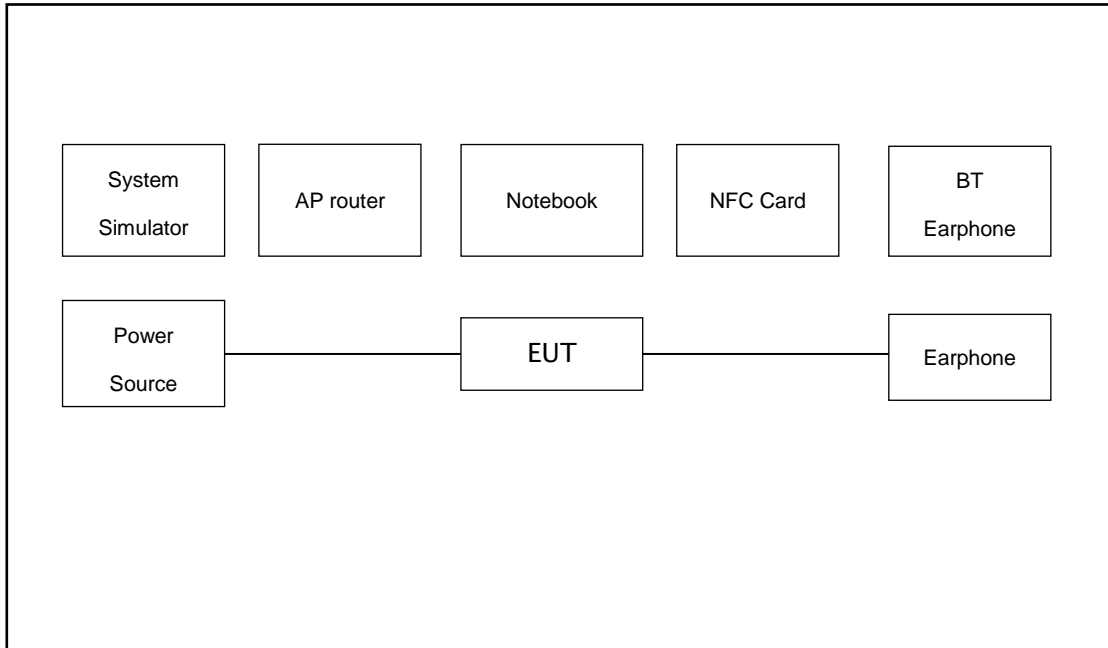 System
Simulator
AP router
Notebook
NFC Card
BT
Earphone
Power
Source
EUT
Earphone